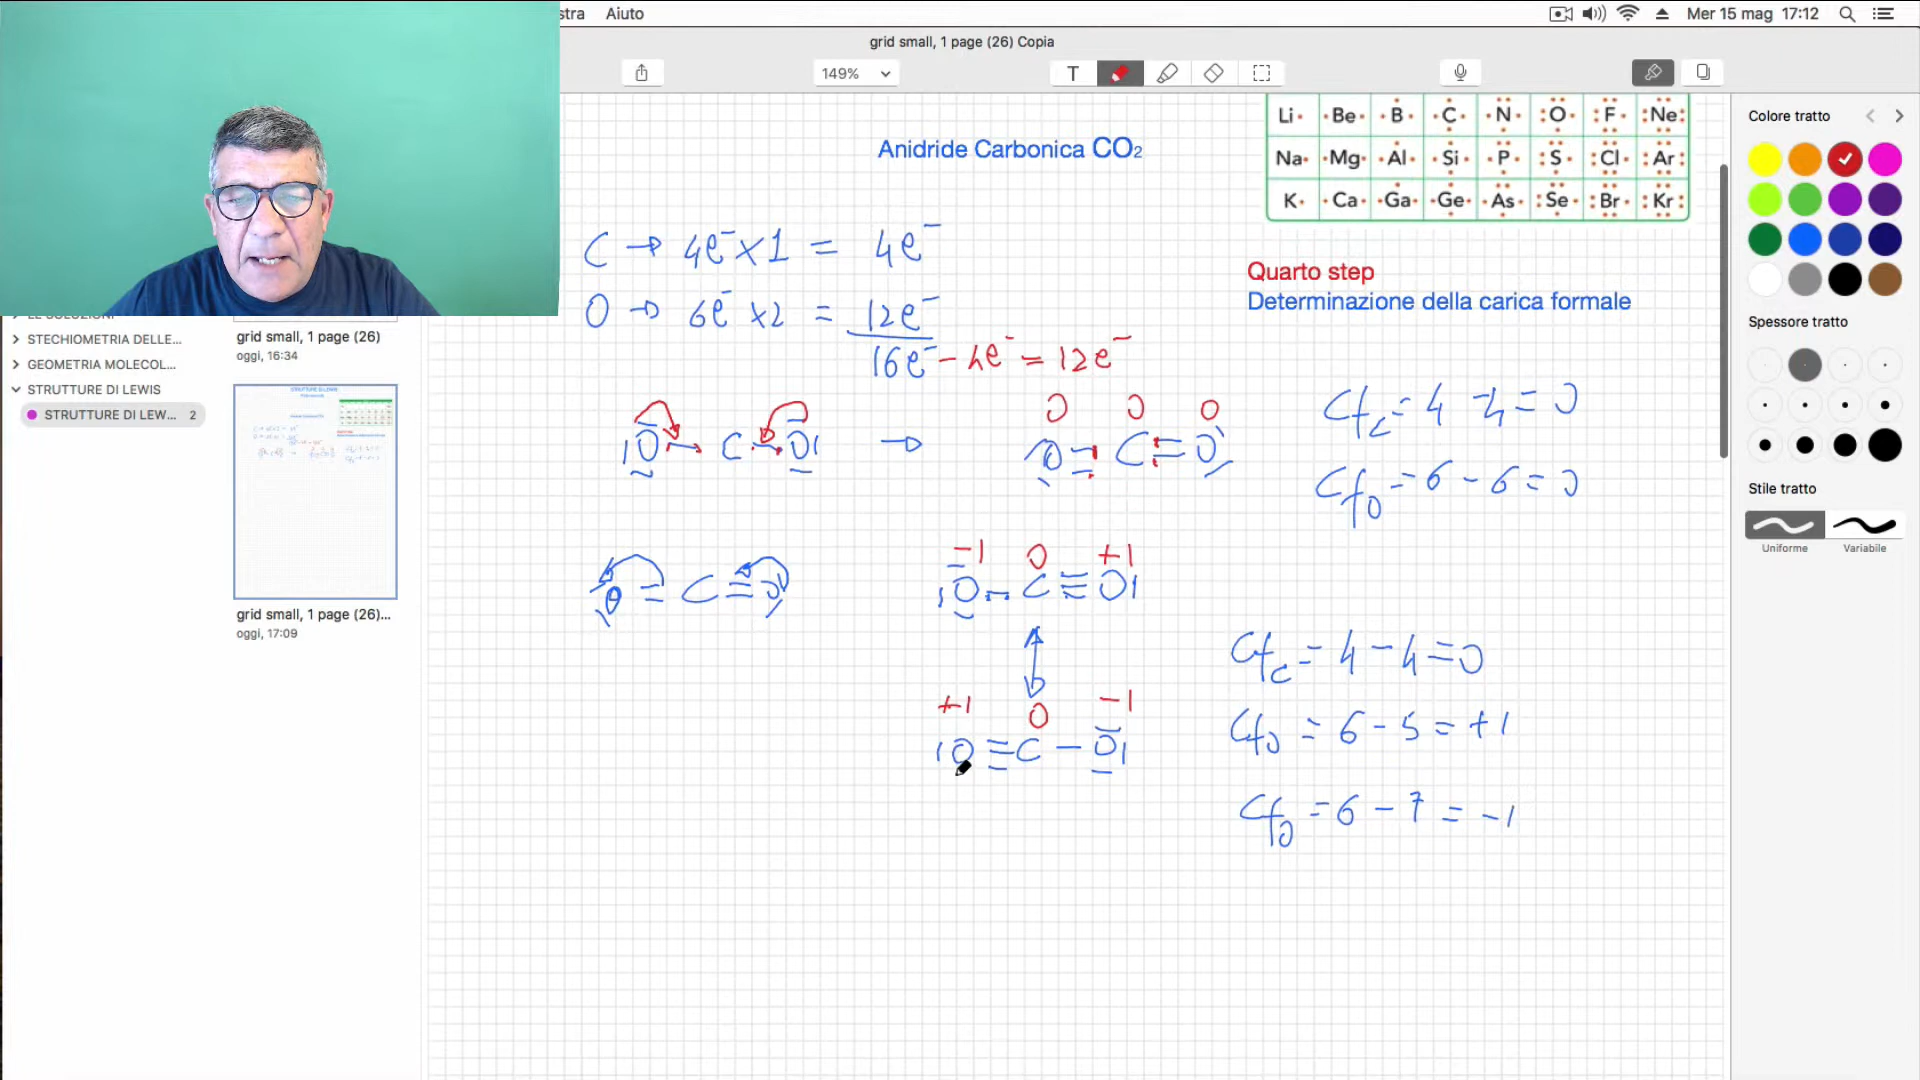 stra Aiuto
Mer 15 mag 17:12
grid small, 1 page (26) Copia
149%
T
Li Be B C N O F Ne
Na Mg Al Si P S Cl Ar
K Ca Ga Ge As Se Br Kr
Colore tratto
Spessore tratto
Stile tratto
Uniforme Variabile
STECHIOMETRIA DELLE...
GEOMETRIA MOLECOL...
STRUTTURE DI LEWIS
STRUTTURE DI LEW... 2
grid small, 1 page (26)
oggi, 16:34
grid small, 1 page (26)...
oggi, 17:09
Anidride Carbonica CO₂
C → 4e⁻ × 1 = 4e⁻
O → 6e⁻ × 2 = 12e⁻
16e⁻ - 4e⁻ = 12e⁻
Quarto step
Determinazione della carica formale
Cf_C = 4 - 4 = 0
Cf_O = 6 - 6 = 0
0 0 0
O - C - O → O = C = O
-1 0 +1
O = C = O O - C ≡ O
+1 0 -1
O ≡ C - O
Cf_C = 4 - 4 = 0
Cf_O = 6 - 5 = +1
Cf_O = 6 - 7 = -1